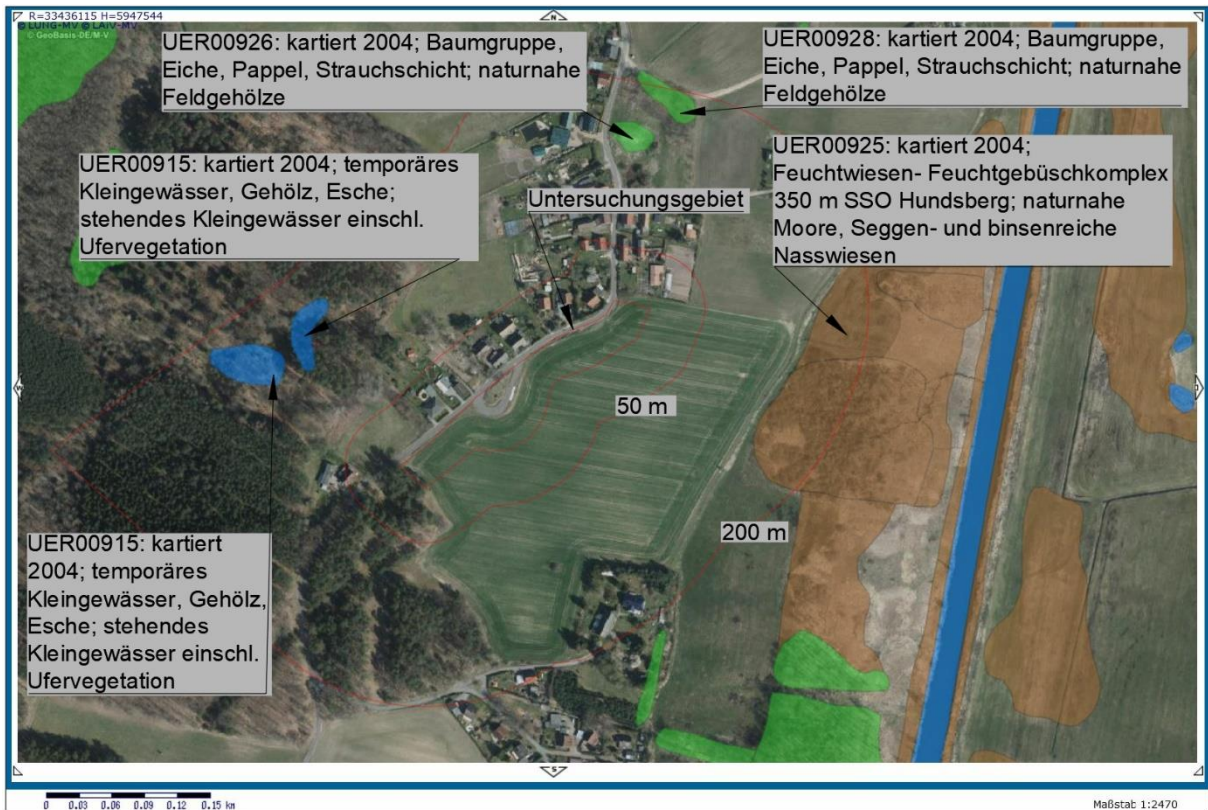 R=33436115 H=5947544
© LUNG-MV © LAiV-MV
© GeoBasis-DE/M-V
N
UER00926: kartiert 2004; Baumgruppe,
Eiche, Pappel, Strauchschicht; naturnahe
Feldgehölze
UER00928: kartiert 2004; Baumgruppe,
Eiche, Pappel, Strauchschicht; naturnahe
Feldgehölze
UER00915: kartiert 2004; temporäres
Kleingewässer, Gehölz, Esche;
stehendes Kleingewässer einschl.
Ufervegetation
Untersuchungsgebiet
UER00925: kartiert 2004;
Feuchtwiesen- Feuchtgebüschkomplex
350 m SSO Hundsberg; naturnahe
Moore, Seggen- und binsenreiche
Nasswiesen
50 m
200 m
UER00915: kartiert
2004; temporäres
Kleingewässer, Gehölz,
Esche; stehendes
Kleingewässer einschl.
Ufervegetation
S
0 0.03 0.06 0.09 0.12 0.15 km
Maßstab 1:2470